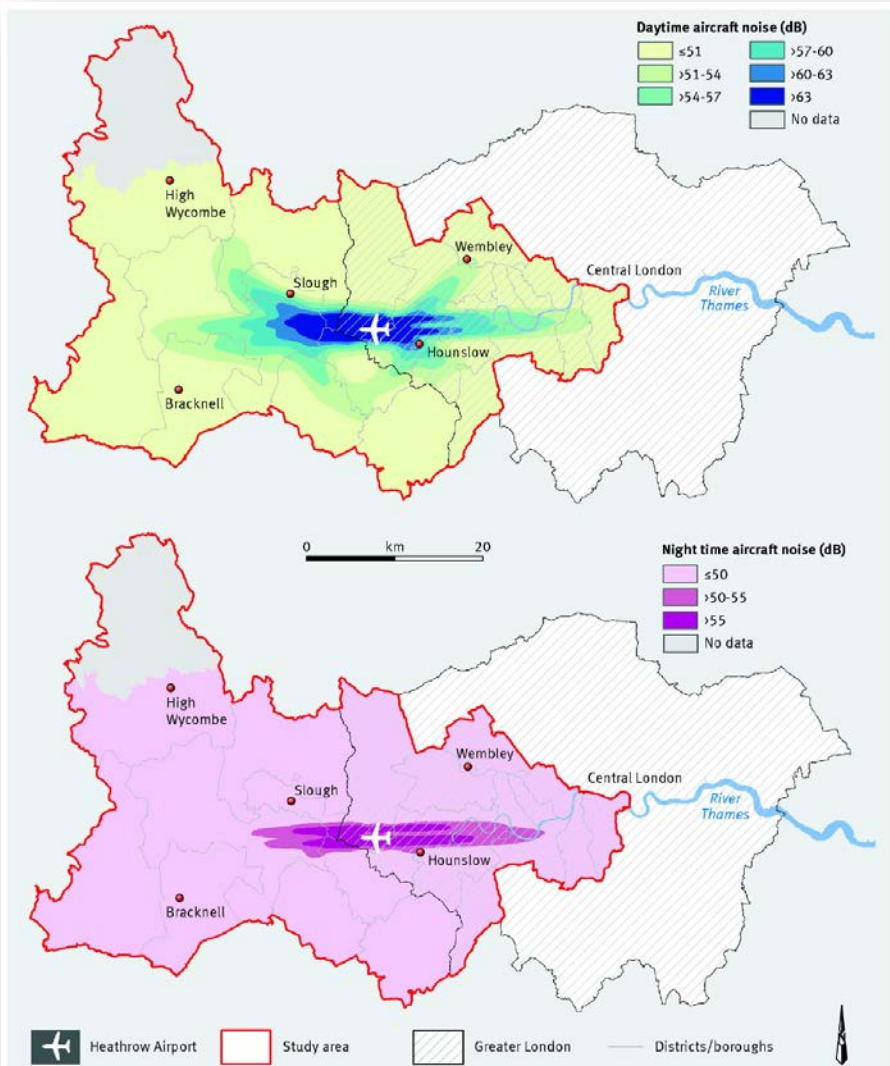 Daytime aircraft noise (dB)
≤51
>51-54
>54-57
>57-60
>60-63
>63
No data
High
Wycombe
Wembley
Slough
Central London
River
Thames
Hounslow
Bracknell
0 km 20
Night time aircraft noise (dB)
≤50
>50-55
>55
No data
High
Wycombe
Wembley
Slough
Central London
River
Thames
Hounslow
Bracknell
Heathrow Airport
Study area
Greater London
Districts/boroughs